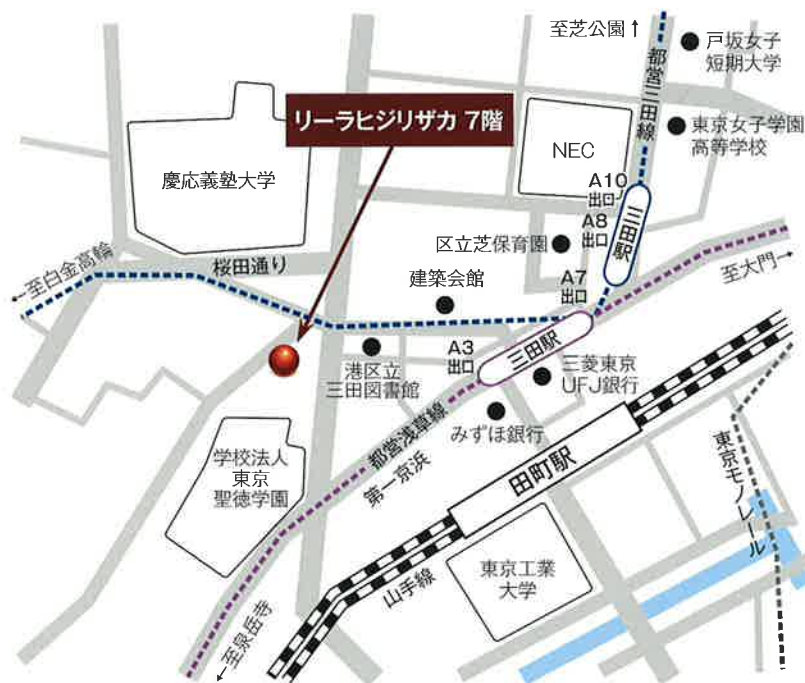 至芝公園↑
戸坂女子
短期大学
都営三田線
リーラヒジリザカ 7階
NEC
東京女子学園
高等学校
慶応義塾大学
A10
出口
A8
出口
三田駅
区立芝保育園
←至白金高輪
桜田通り
建築会館
A7
出口
至大門→
A3
出口
三田駅
港区立
三田図書館
三菱東京
UFJ銀行
みずほ銀行
都営浅草線
第一京浜
学校法人
東京
聖徳学園
田町駅
東京モノレール
山手線
東京工業
大学
←至泉岳寺